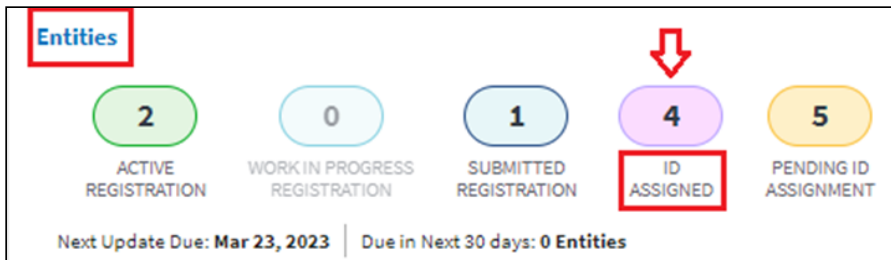 Entities
2 0 1 4 5
ACTIVE WORK IN PROGRESS SUBMITTED ID PENDING ID
REGISTRATION REGISTRATION REGISTRATION ASSIGNED ASSIGNMENT
Next Update Due: Mar 23, 2023 Due in Next 30 days: 0 Entities